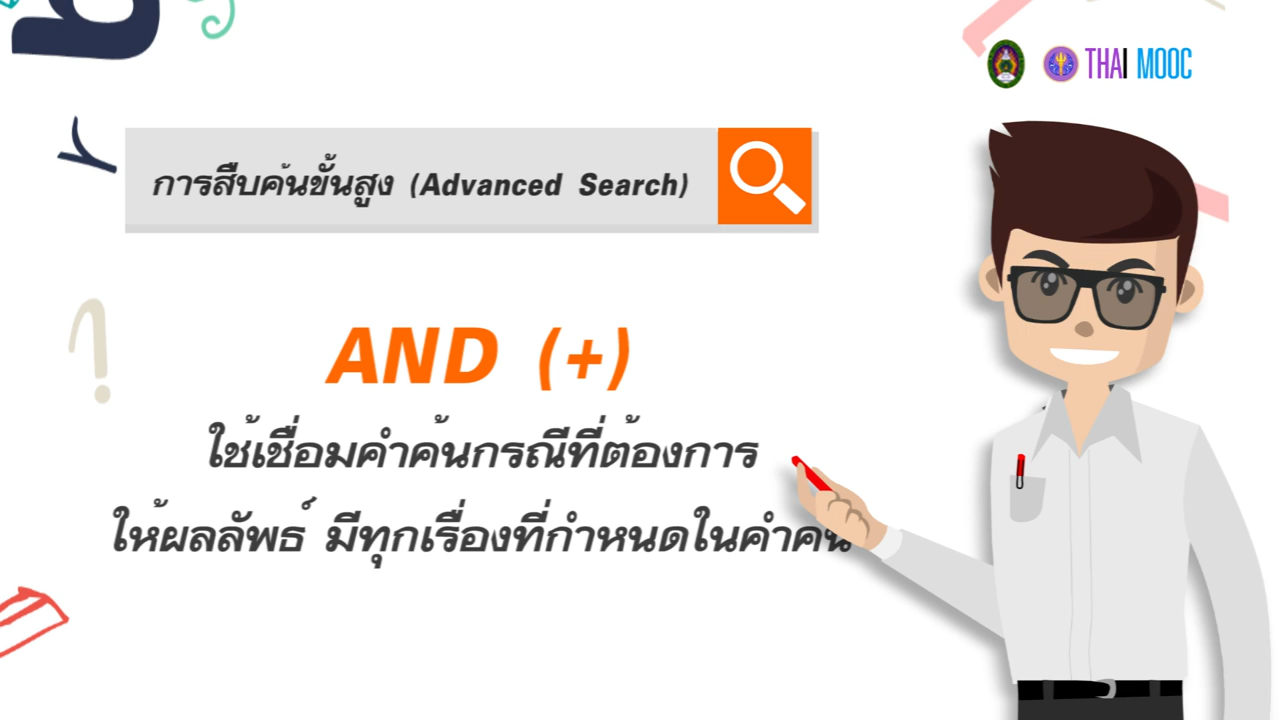 THAI MOOC
การสืบค้นขั้นสูง (Advanced Search)
AND (+)
ใช้เชื่อมคำค้นกรณีที่ต้องการ
ให้ผลลัพธ์ มีทุกเรื่องที่กำหนดในคำค้น